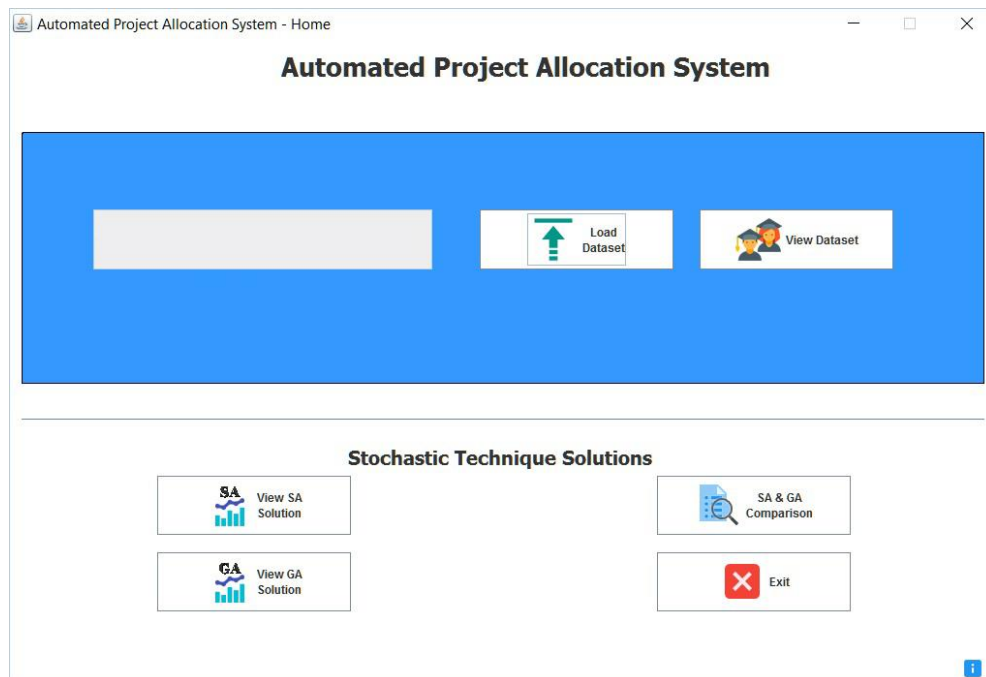 Automated Project Allocation System - Home
Automated Project Allocation System
Load
Dataset
View Dataset
Stochastic Technique Solutions
SA
View SA
Solution
SA & GA
Comparison
GA
View GA
Solution
Exit
i